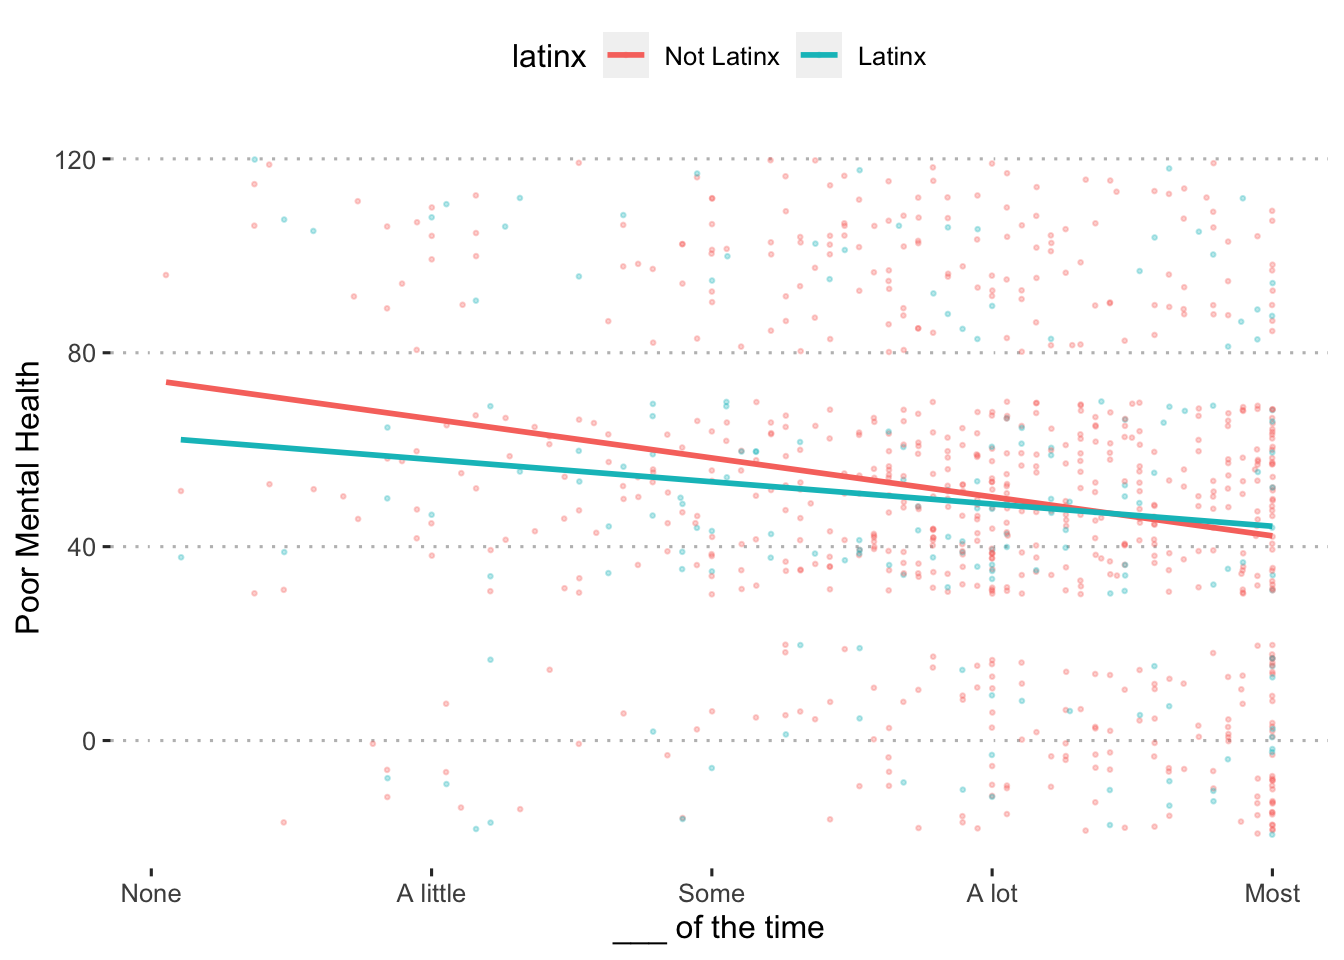 latinx Not Latinx Latinx
120
80
40
0
Poor Mental Health
None A little Some A lot Most
___ of the time